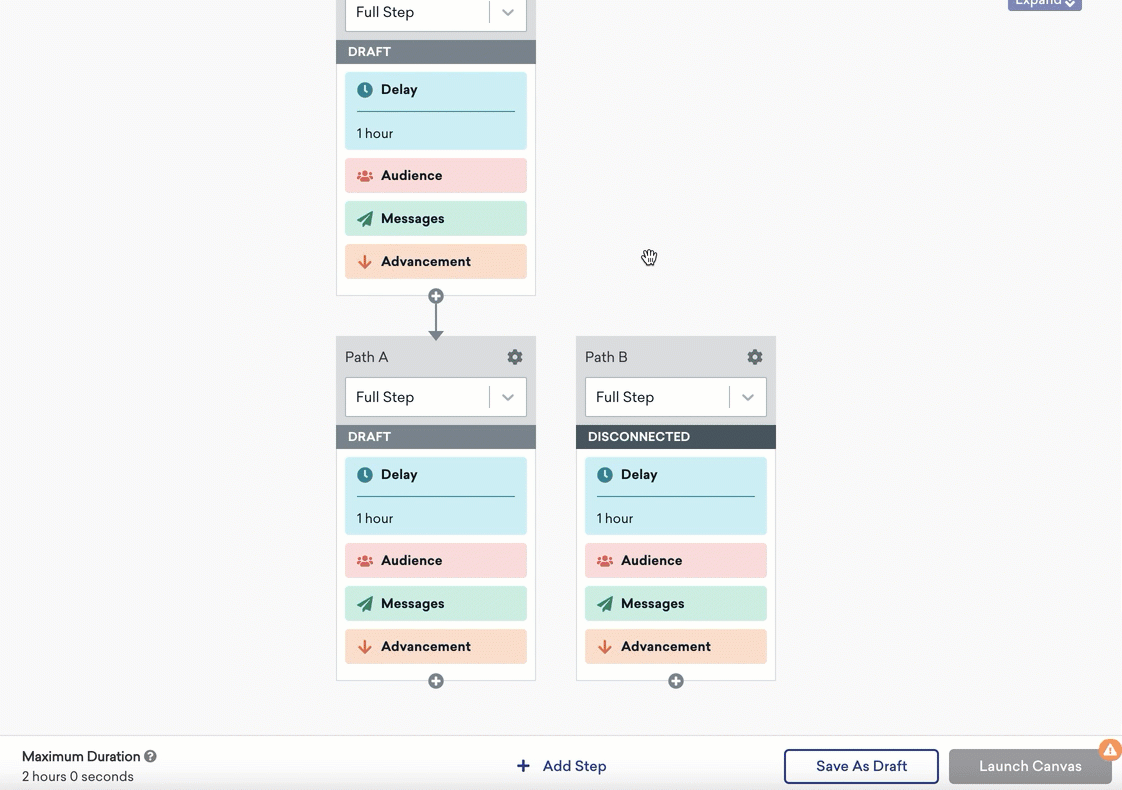 Full Step
Expand
DRAFT
Delay
1 hour
Audience
Messages
Advancement
Path A
Full Step
DRAFT
Delay
1 hour
Audience
Messages
Advancement
Path B
Full Step
DISCONNECTED
Delay
1 hour
Audience
Messages
Advancement
Maximum Duration ?
2 hours 0 seconds
+ Add Step
Save As Draft
Launch Canvas